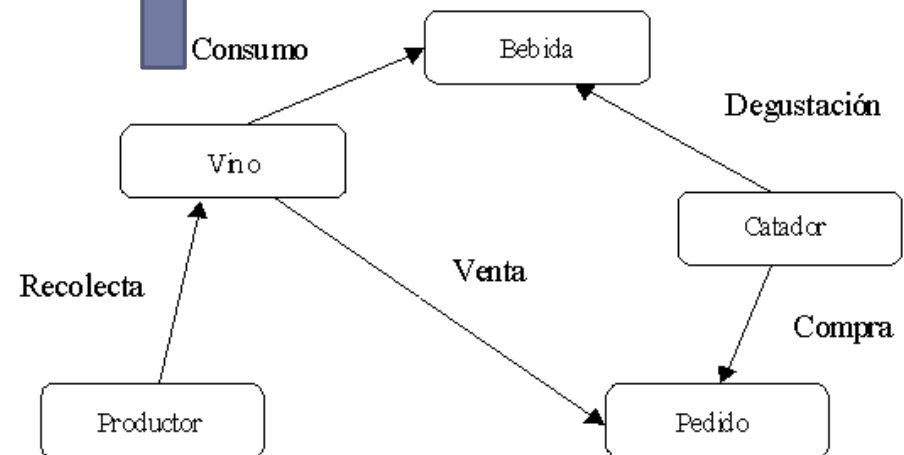 Consumo
Bebida
Degustación
Vino
Catador
Recolecta
Venta
Compra
Productor
Pedido